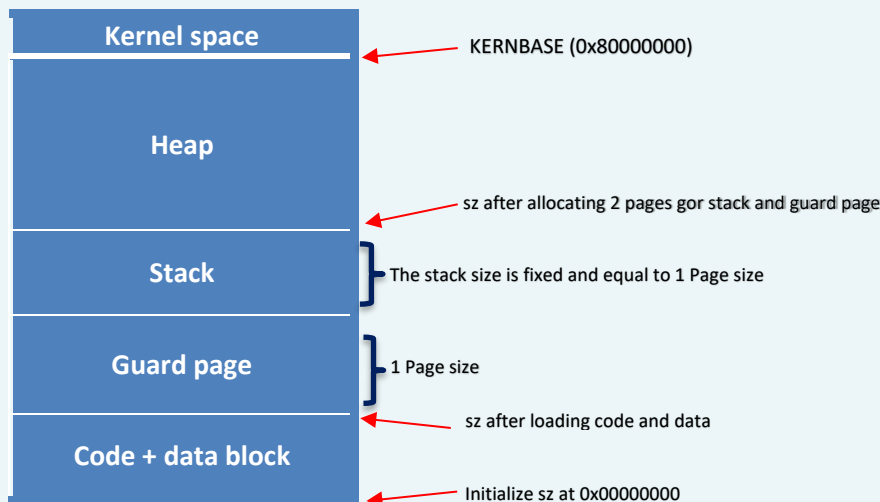 Kernel space
KERNBASE (0x80000000)
Heap
sz after allocating 2 pages gor stack and guard page
Stack
The stack size is fixed and equal to 1 Page size
Guard page
1 Page size
sz after loading code and data
Code + data block
Initialize sz at 0x00000000